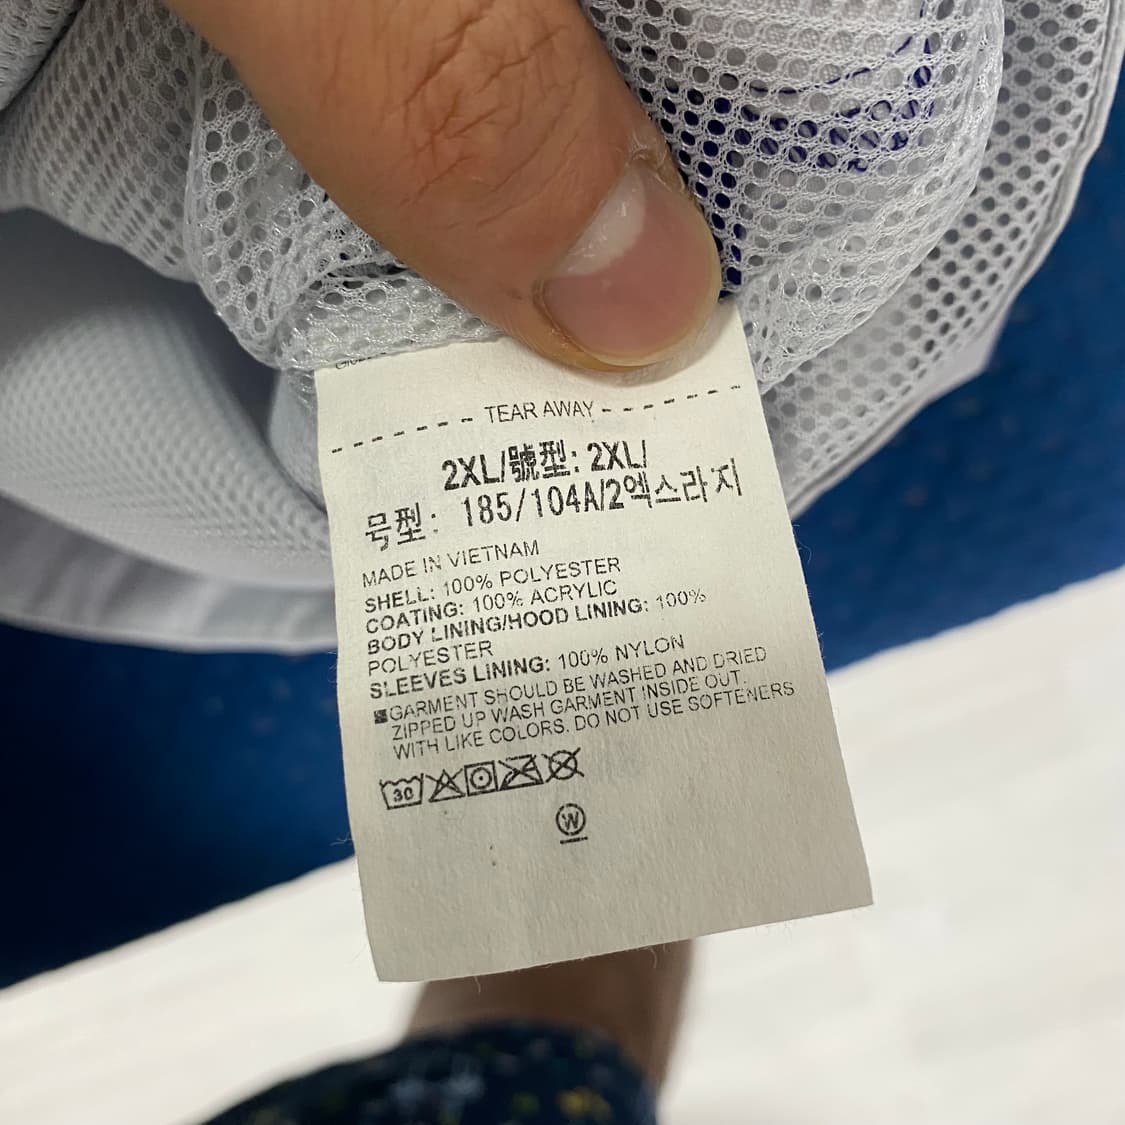 TEAR AWAY
2XL/號型: 2XL/
号型: 185/104A/2엑스라지
MADE IN VIETNAM
SHELL: 100% POLYESTER
COATING: 100% ACRYLIC
BODY LINING/HOOD LINING: 100%
POLYESTER
SLEEVES LINING: 100% NYLON
GARMENT SHOULD BE WASHED AND DRIED
ZIPPED UP WASH GARMENT INSIDE OUT.
WITH LIKE COLORS. DO NOT USE SOFTENERS
30
W